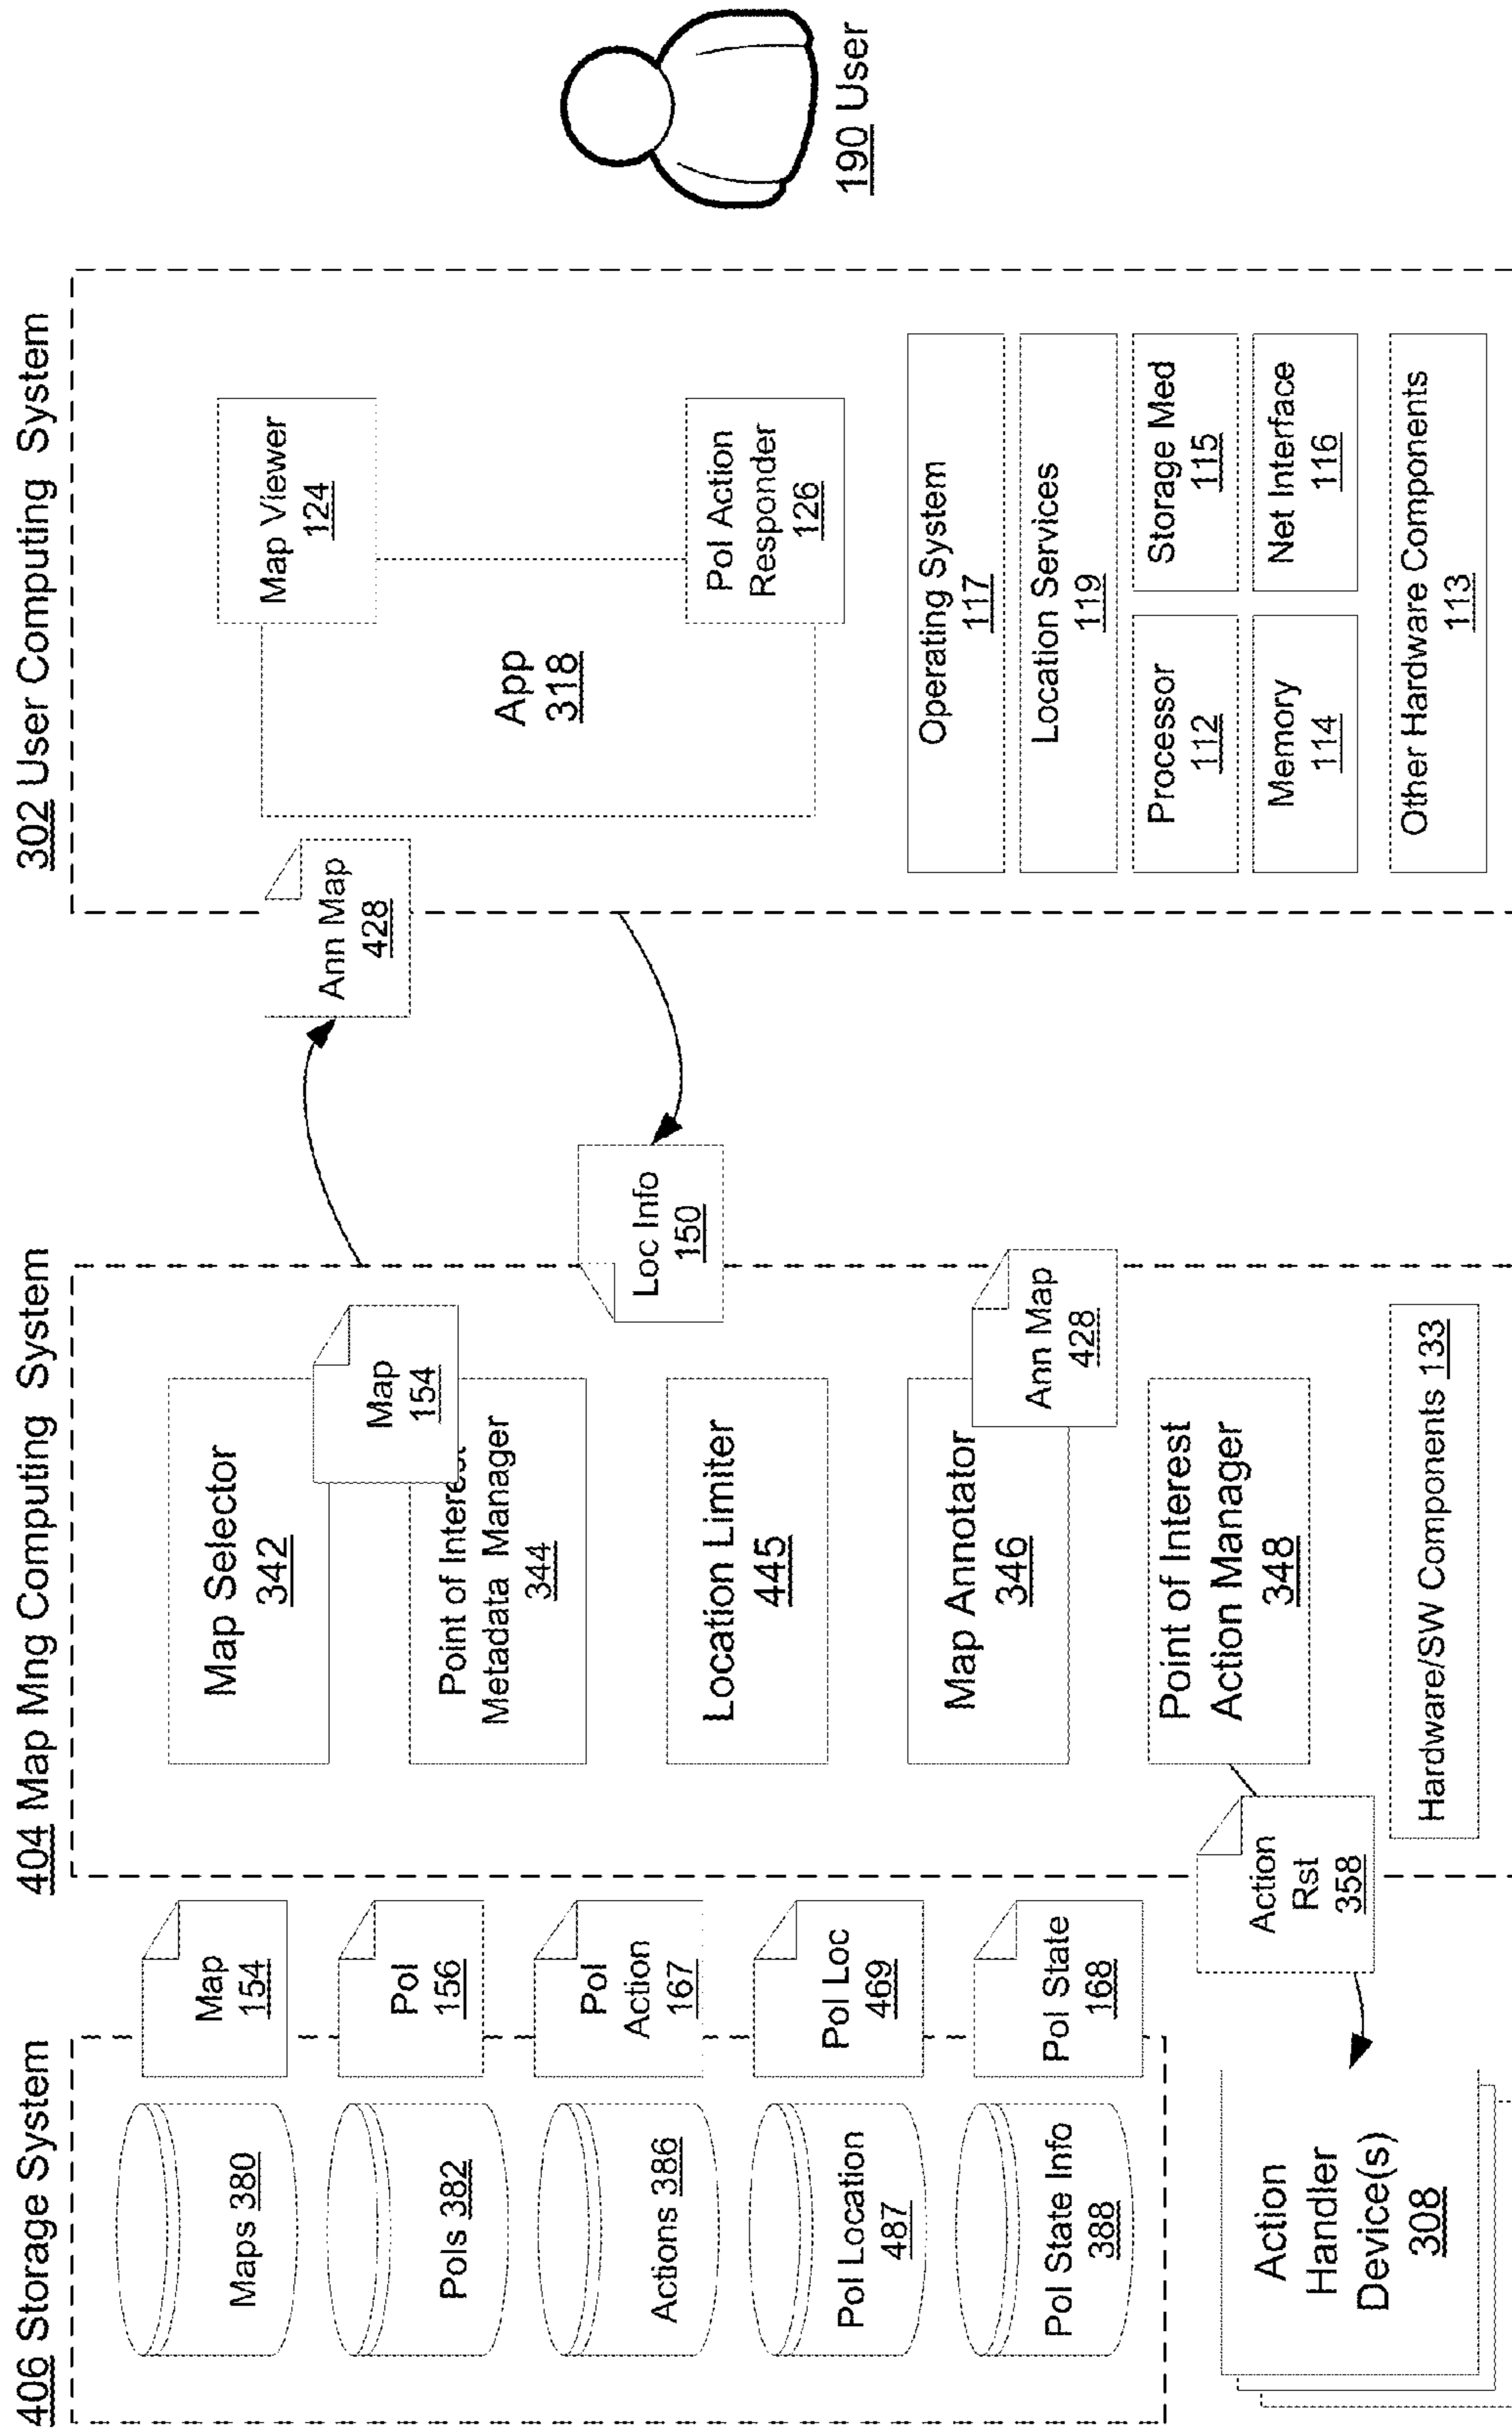 406 Storage System
Maps 380
PoIs 382
Actions 386
PoI Location
487
PoI State Info
388
Map
154
PoI
156
PoI
Action
167
PoI Loc
469
PoI State
168
Action
Handler
Device(s)
308
Action
Rst
358
404 Map Mng Computing System
Map Selector
342
Map
154
Point of Interest
Metadata Manager
344
Location Limiter
445
Map Annotator
346
Ann Map
428
Point of Interest
Action Manager
348
Hardware/SW Components 133
Loc Info
150
Ann Map
428
302 User Computing System
App
318
Map Viewer
124
PoI Action
Responder
126
Operating System
117
Location Services
119
Processor
112
Storage Med
115
Memory
114
Net Interface
116
Other Hardware Components
113
190 User